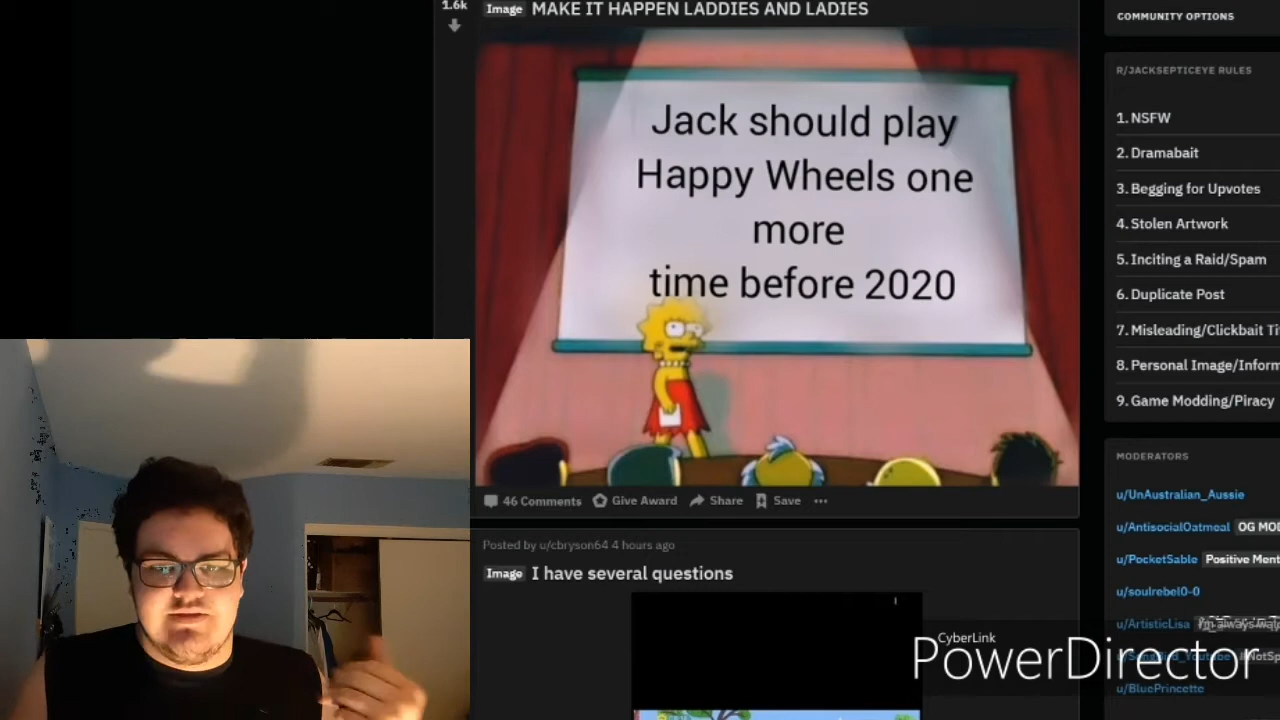 1.6k
Image MAKE IT HAPPEN LADDIES AND LADIES
Jack should play
Happy Wheels one
more
time before 2020
46 Comments Give Award Share Save
Posted by u/cbryson64 4 hours ago
Image I have several questions
COMMUNITY OPTIONS
R/JACKSEPTICEYE RULES
1. NSFW
2. Dramabait
3. Begging for Upvotes
4. Stolen Artwork
5. Inciting a Raid/Spam
6. Duplicate Post
7. Misleading/Clickbait Ti
8. Personal Image/Inform
9. Game Modding/Piracy
MODERATORS
u/UnAustralian_Aussie
u/AntisocialOatmeal OG MOD
u/PocketSable Positive Ment
u/soulrebel0-0
u/ArtisticLisa
u/BluePrincette
CyberLink
PowerDirector